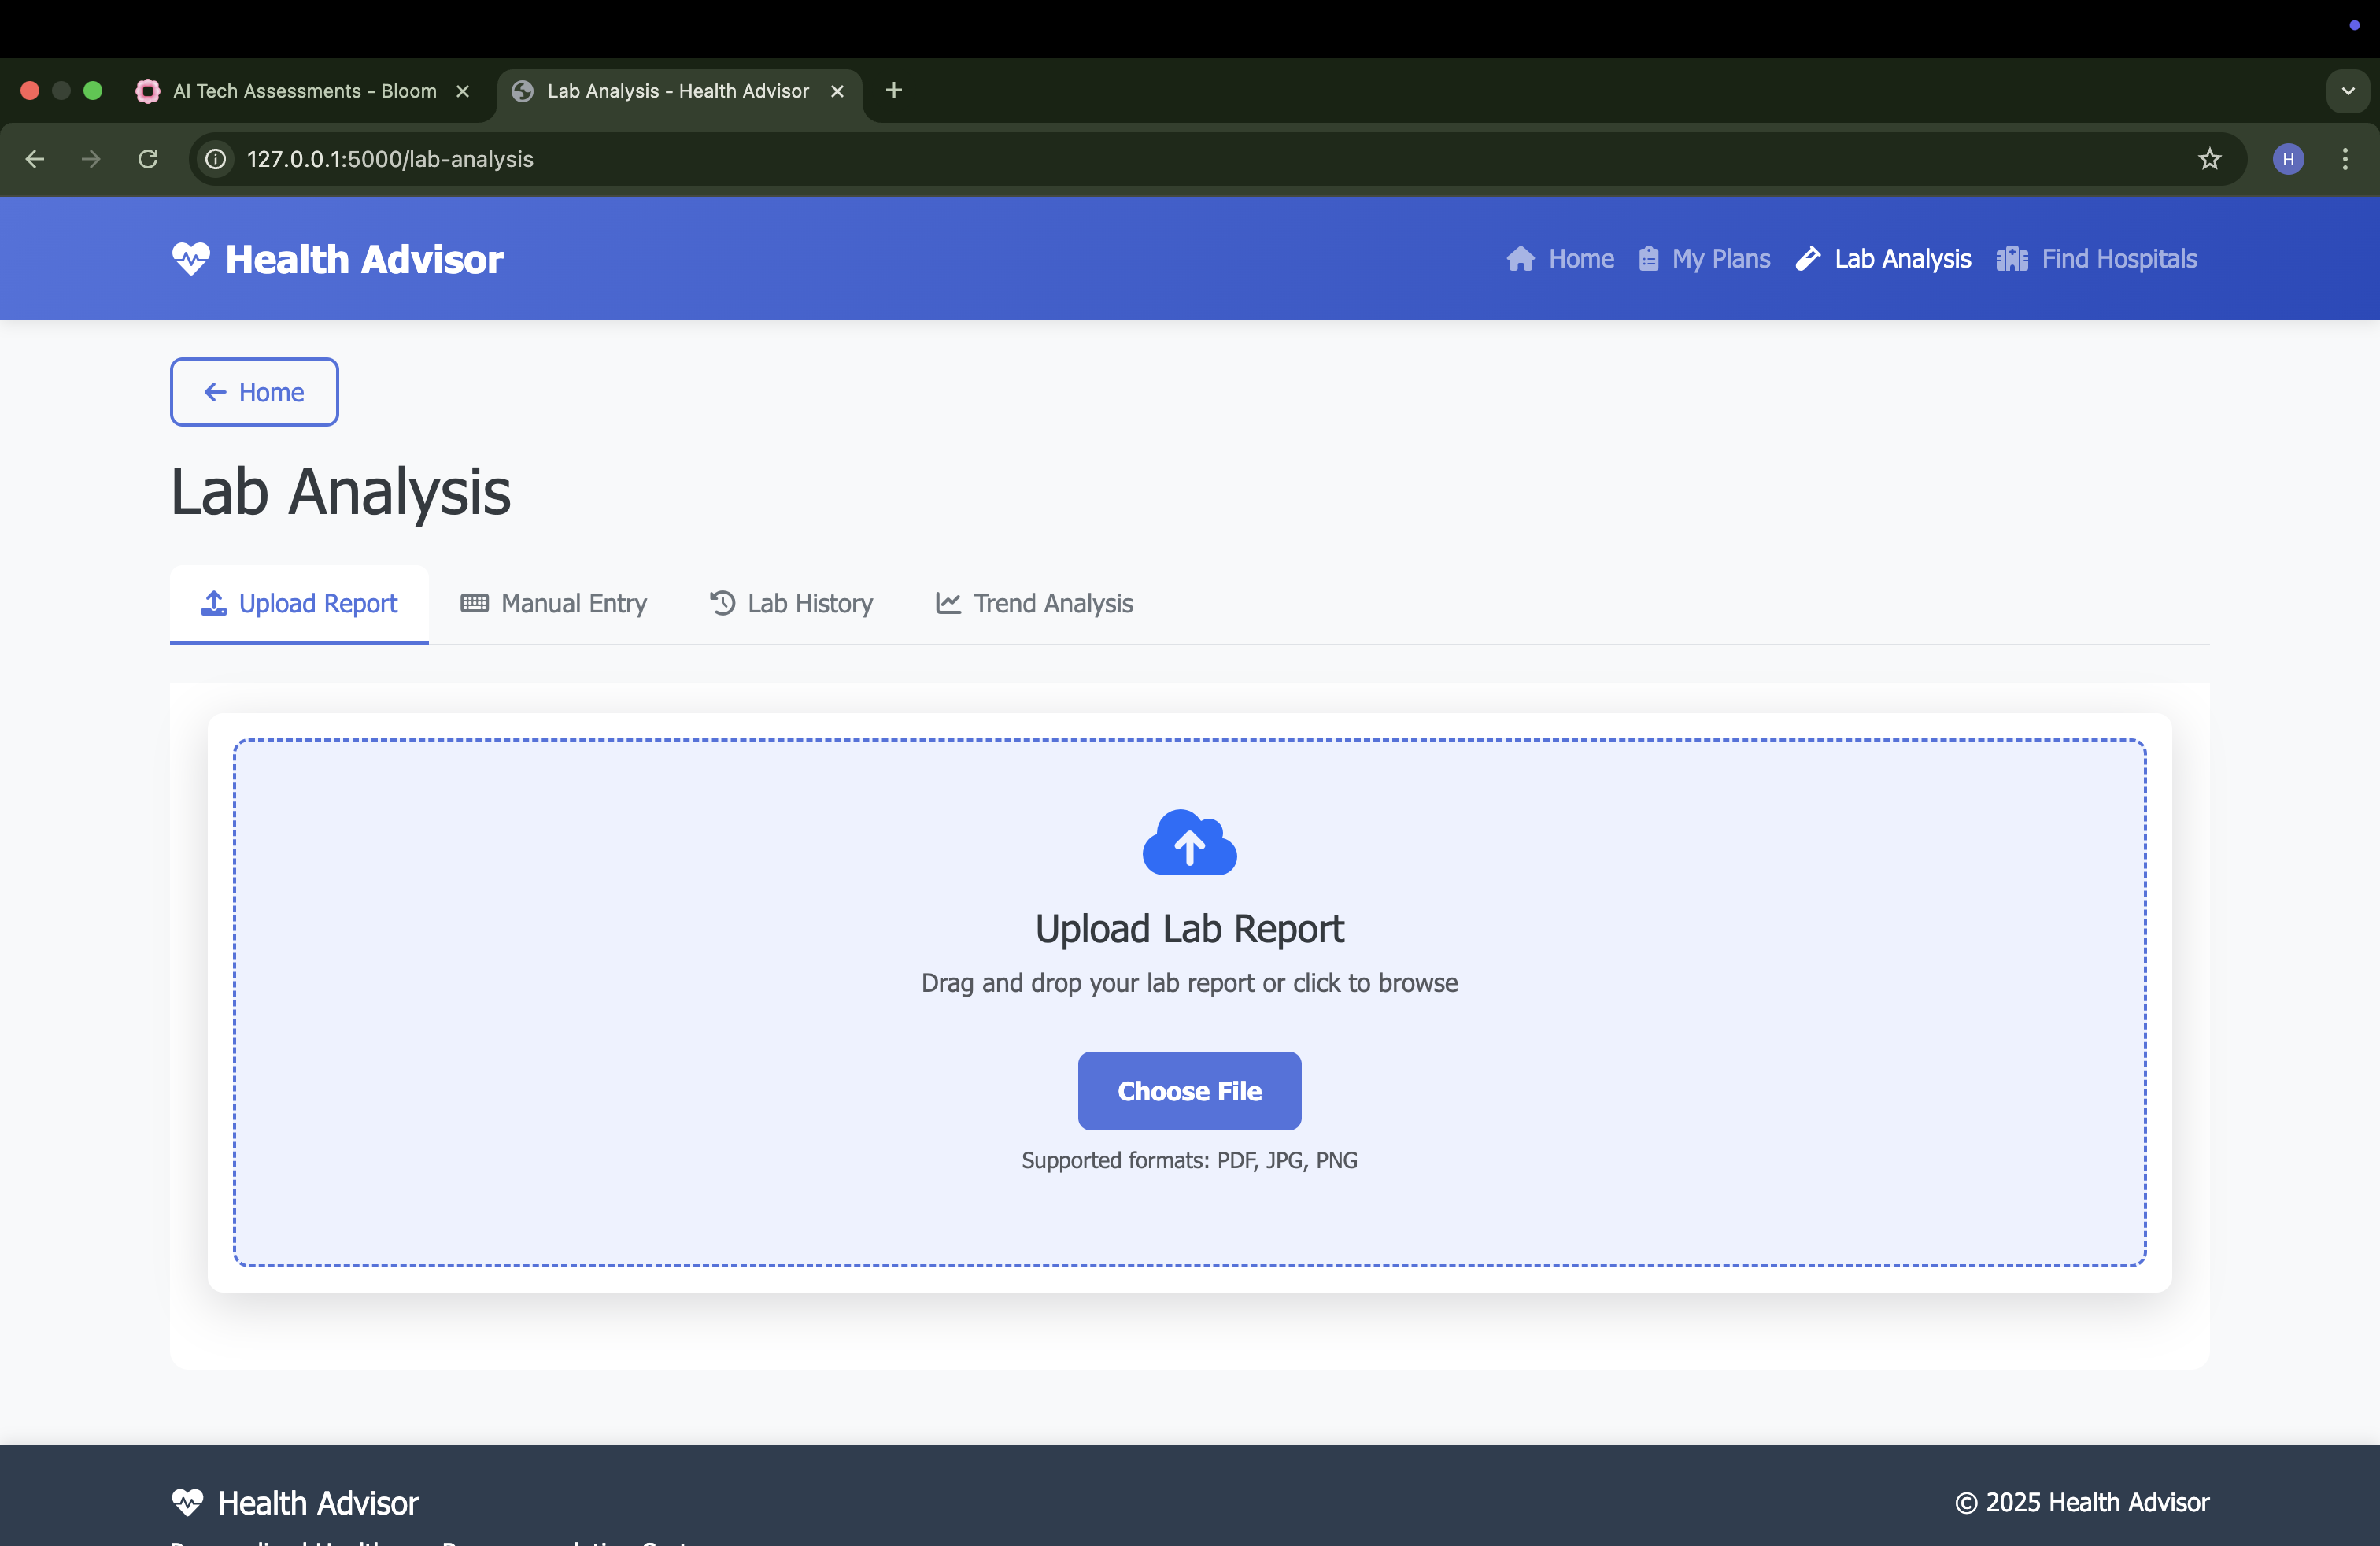 AI Tech Assessments - Bloom
Lab Analysis - Health Advisor
127.0.0.1:5000/lab-analysis
H
Health Advisor
Home
My Plans
Lab Analysis
Find Hospitals
Home
Lab Analysis
Upload Report
Manual Entry
Lab History
Trend Analysis
Upload Lab Report
Drag and drop your lab report or click to browse
Choose File
Supported formats: PDF, JPG, PNG
Health Advisor
© 2025 Health Advisor